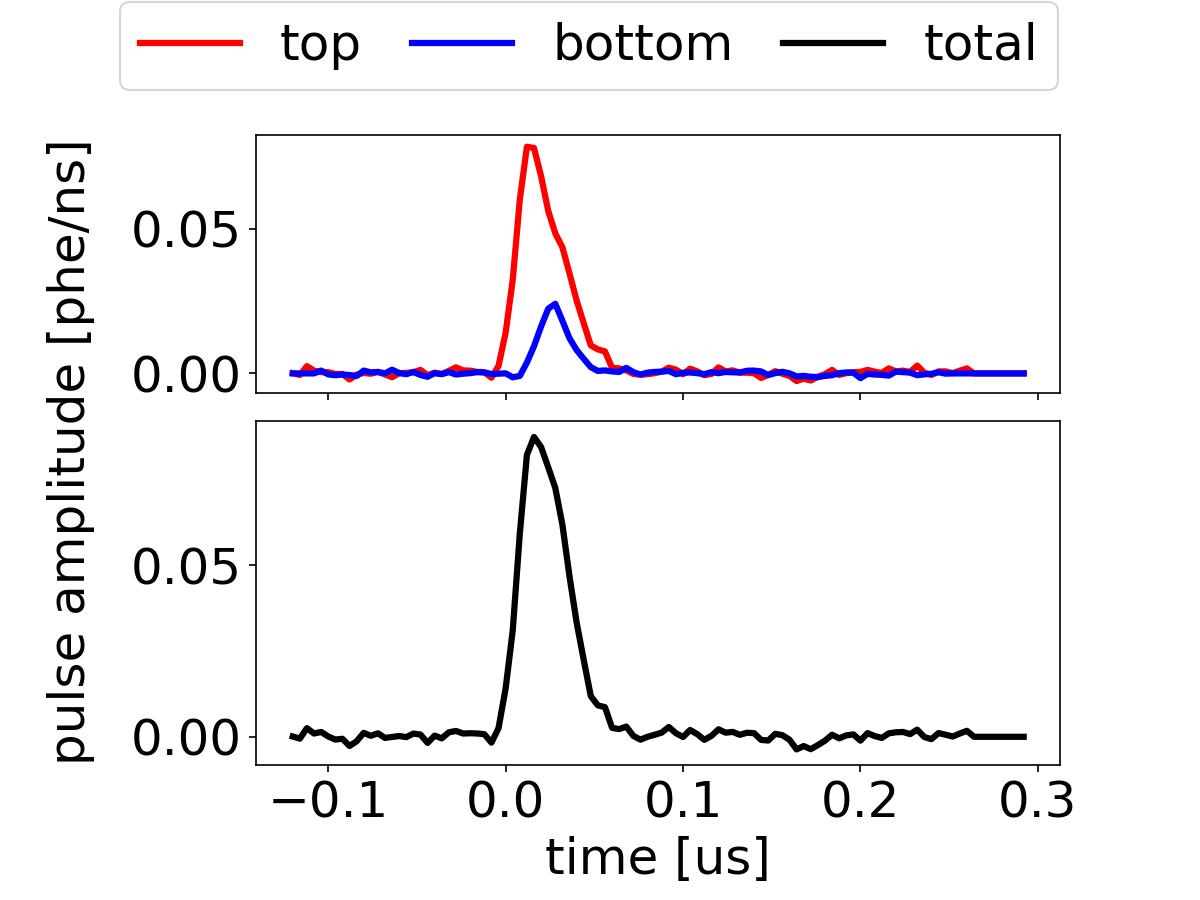 top bottom total
pulse amplitude [phe/ns]
0.05
0.00
0.05
0.00
−0.1 0.0 0.1 0.2 0.3
time [us]